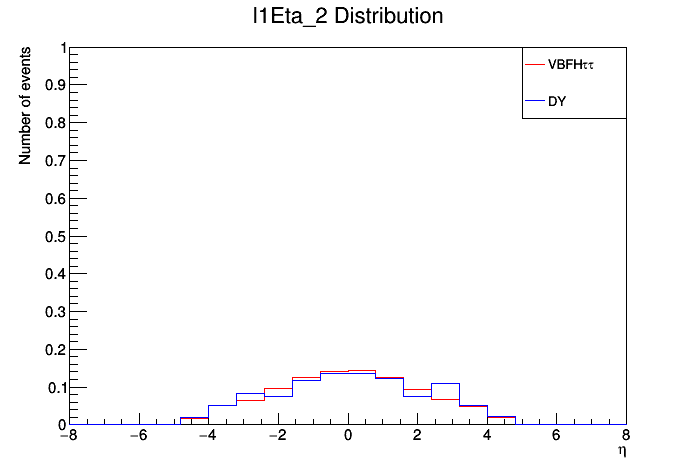 l1Eta_2 Distribution
Number of events
VBFHττ
DY
1
0.9
0.8
0.7
0.6
0.5
0.4
0.3
0.2
0.1
0
−8 −6 −4 −2 0 2 4 6 8
η